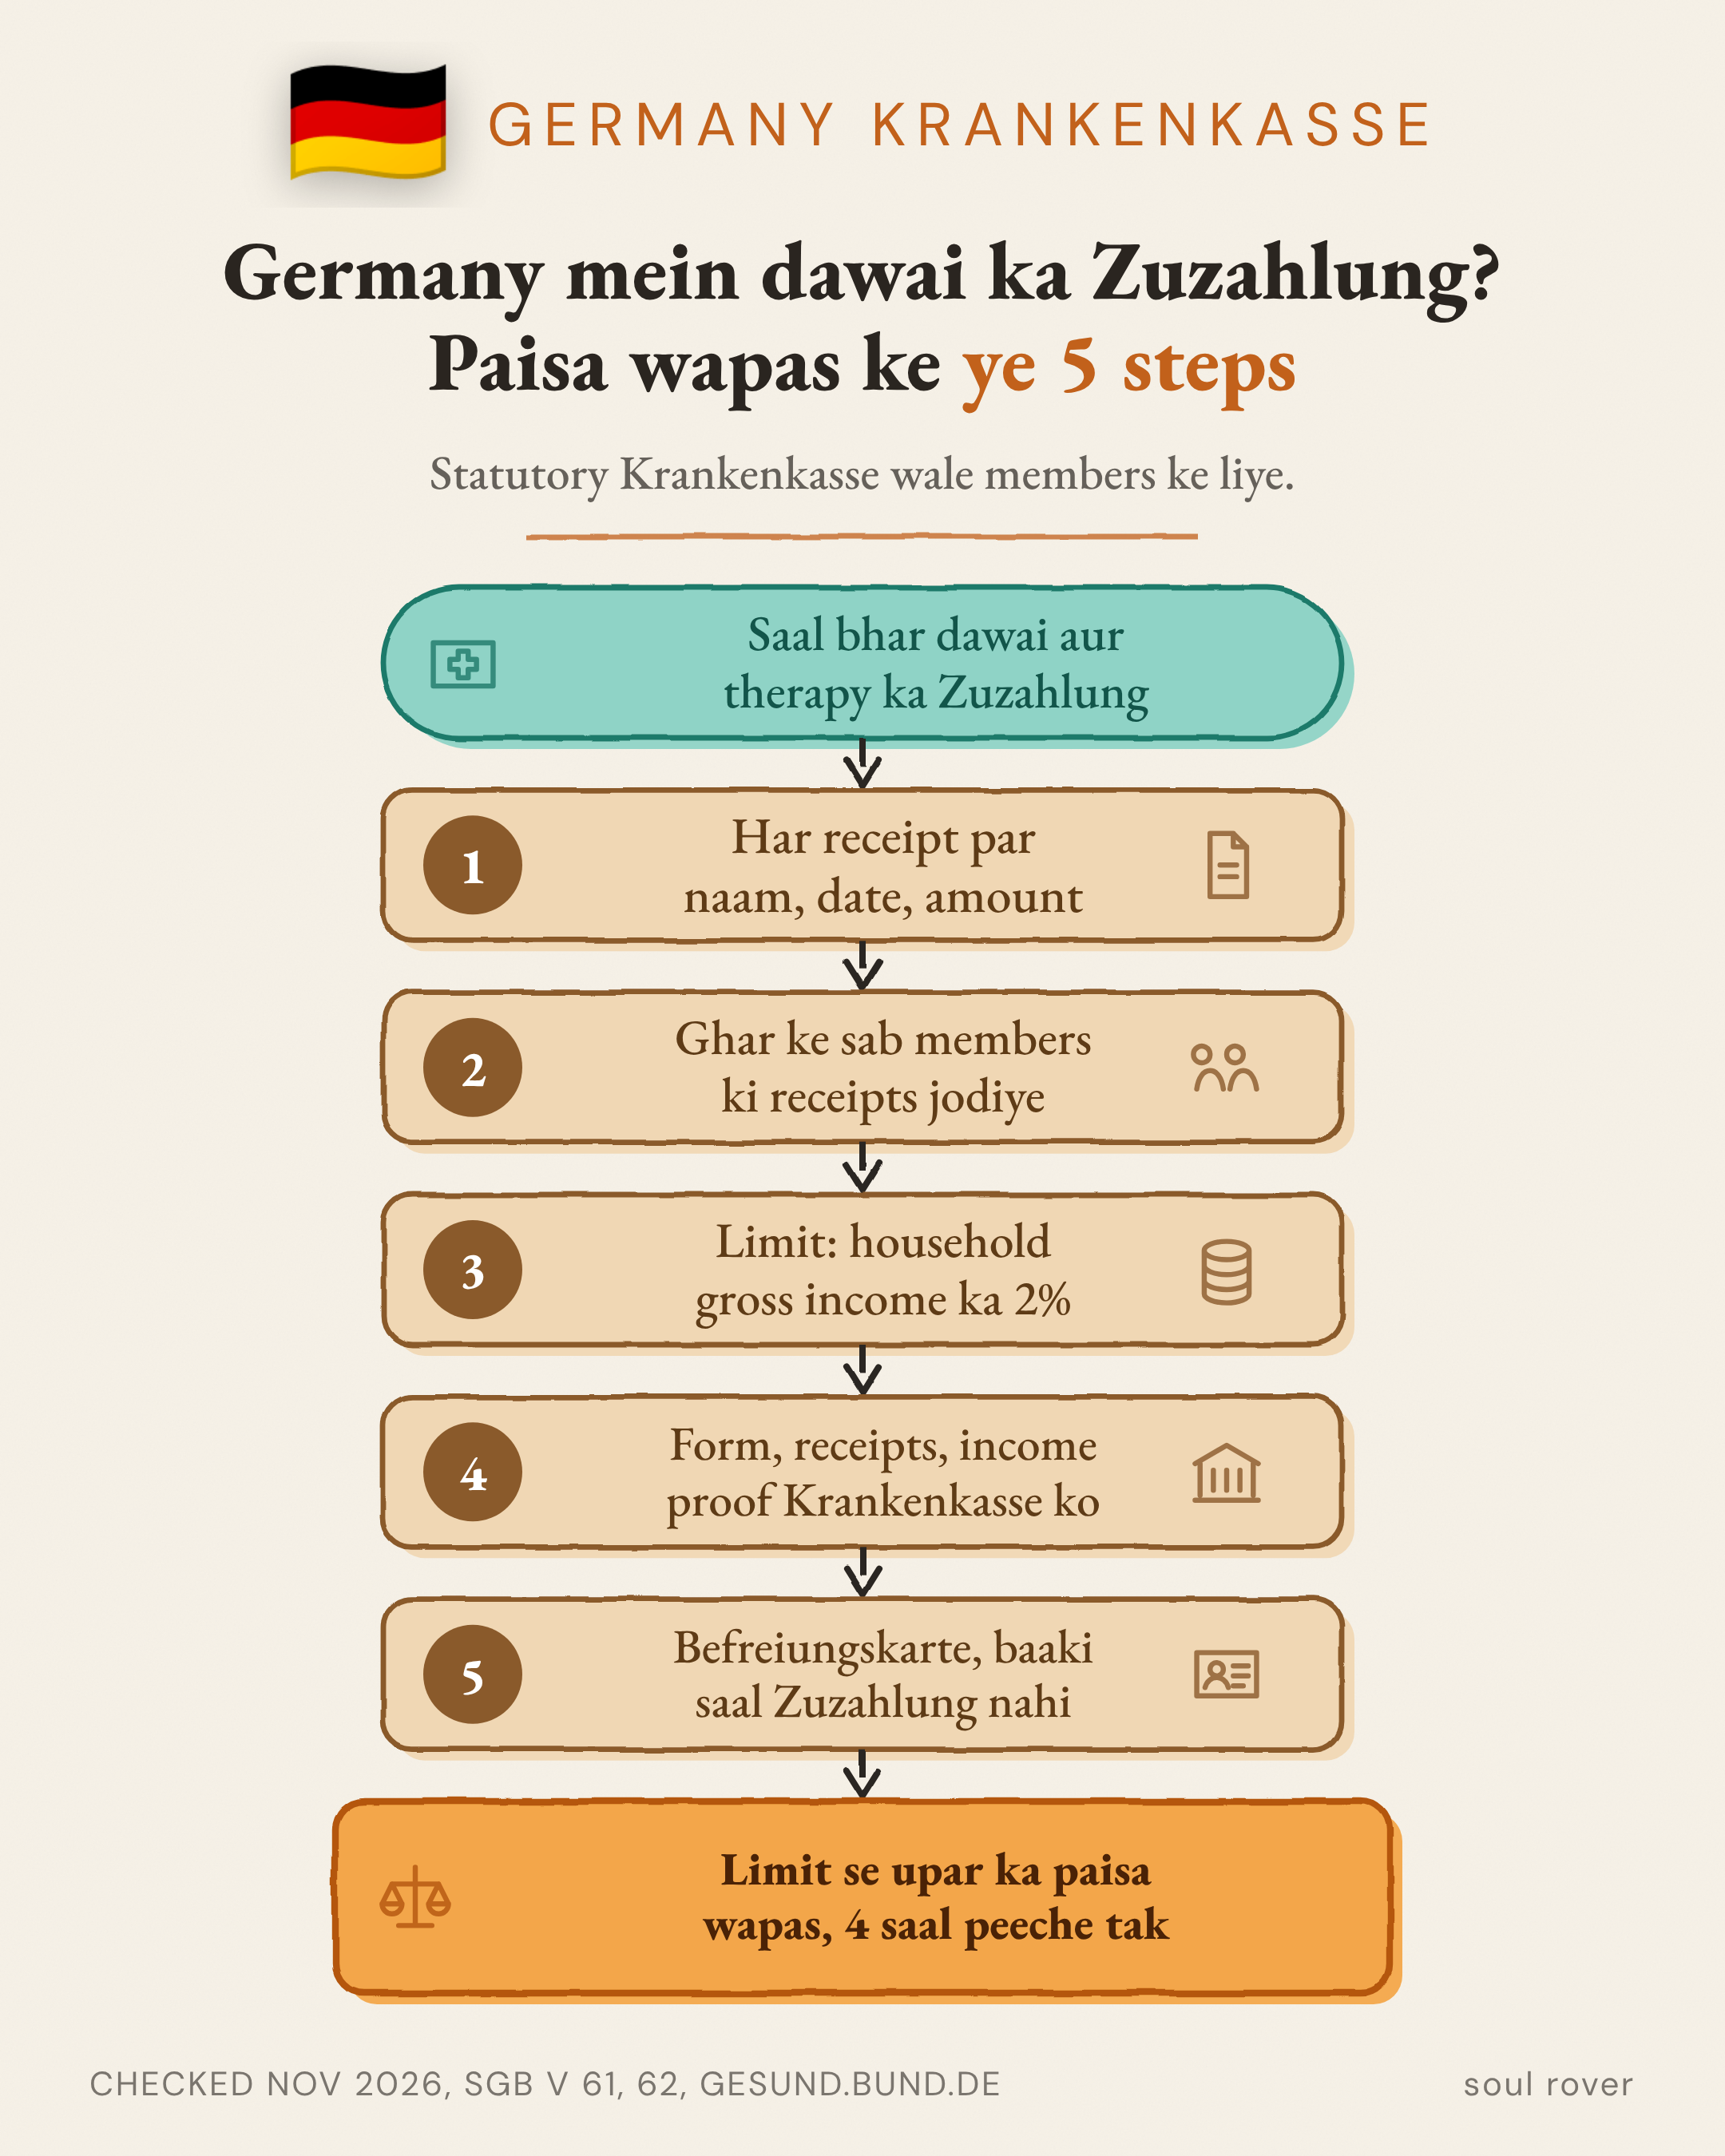 GERMANY KRANKENKASSE
Germany mein dawai ka Zuzahlung?
Paisa wapas ke ye 5 steps
Statutory Krankenkasse wale members ke liye.
Saal bhar dawai aur
therapy ka Zuzahlung
1
Har receipt par
naam, date, amount
2
Ghar ke sab members
ki receipts jodiye
3
Limit: household
gross income ka 2%
4
Form, receipts, income
proof Krankenkasse ko
5
Befreiungskarte, baaki
saal Zuzahlung nahi
Limit se upar ka paisa
wapas, 4 saal peeche tak
CHECKED NOV 2026, SGB V 61, 62, GESUND.BUND.DE
soul rover